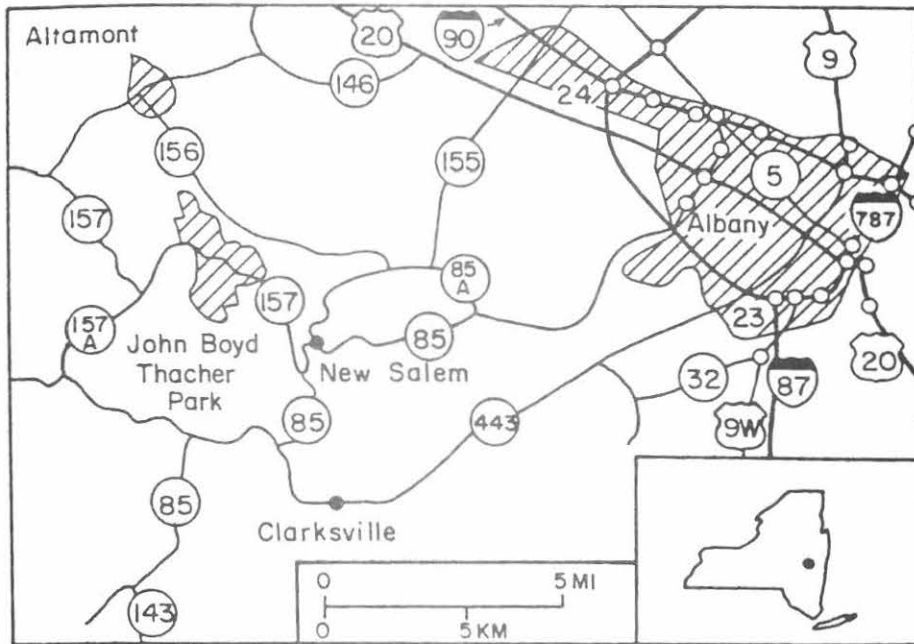 Altamont
20
90
9
146
24
156
155
5
157
Albany
787
85
A
157
A
157
85
23
John Boyd
Thacher
Park
New Salem
32
20
87
85
443
9W
85
Clarksville
0
5 MI
143
0
5 KM